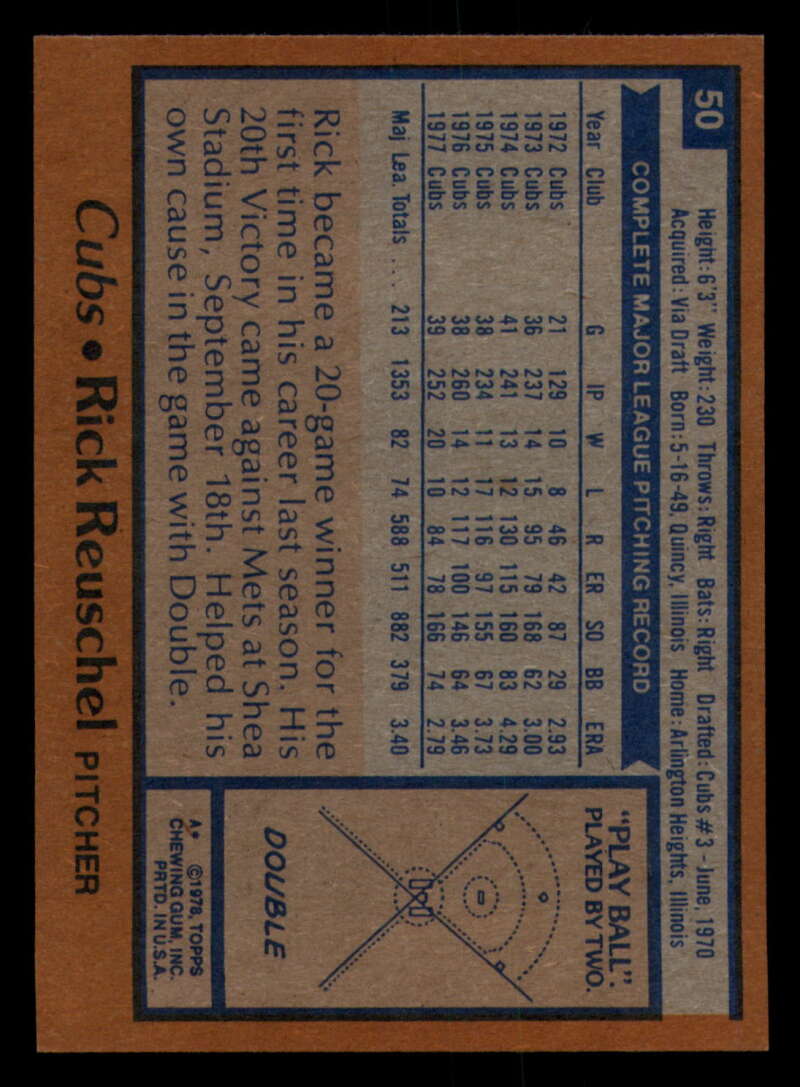 50
Height: 6'3" Weight: 230 Throws: Right Bats: Right Drafted: Cubs #3 - June, 1970
Acquired: Via Draft Born: 5-16-49, Quincy, Illinois Home: Arlington Heights, Illinois
COMPLETE MAJOR LEAGUE PITCHING RECORD
Year Club G IP W L R ER SO BB ERA
1972 Cubs 21 129 10 8 46 42 87 29 2.93
1973 Cubs 36 237 14 15 95 79 168 62 3.00
1974 Cubs 41 241 13 12 130 115 160 83 4.29
1975 Cubs 38 234 11 17 116 97 155 67 3.73
1976 Cubs 38 260 14 12 117 100 146 64 3.46
1977 Cubs 39 252 20 10 84 78 166 74 2.79
Maj Lea. Totals ... 213 1353 82 74 588 511 882 379 3.40
Rick became a 20-game winner for the
first time in his career last season. His
20th Victory came against Mets at Shea
Stadium, September 18th. Helped his
own cause in the game with Double.
"PLAY BALL".
PLAYED BY TWO.
DOUBLE
A* ©1978, TOPPS
CHEWING GUM, INC.
PRTD. IN U.S.A.
Cubs • Rick Reuschel PITCHER